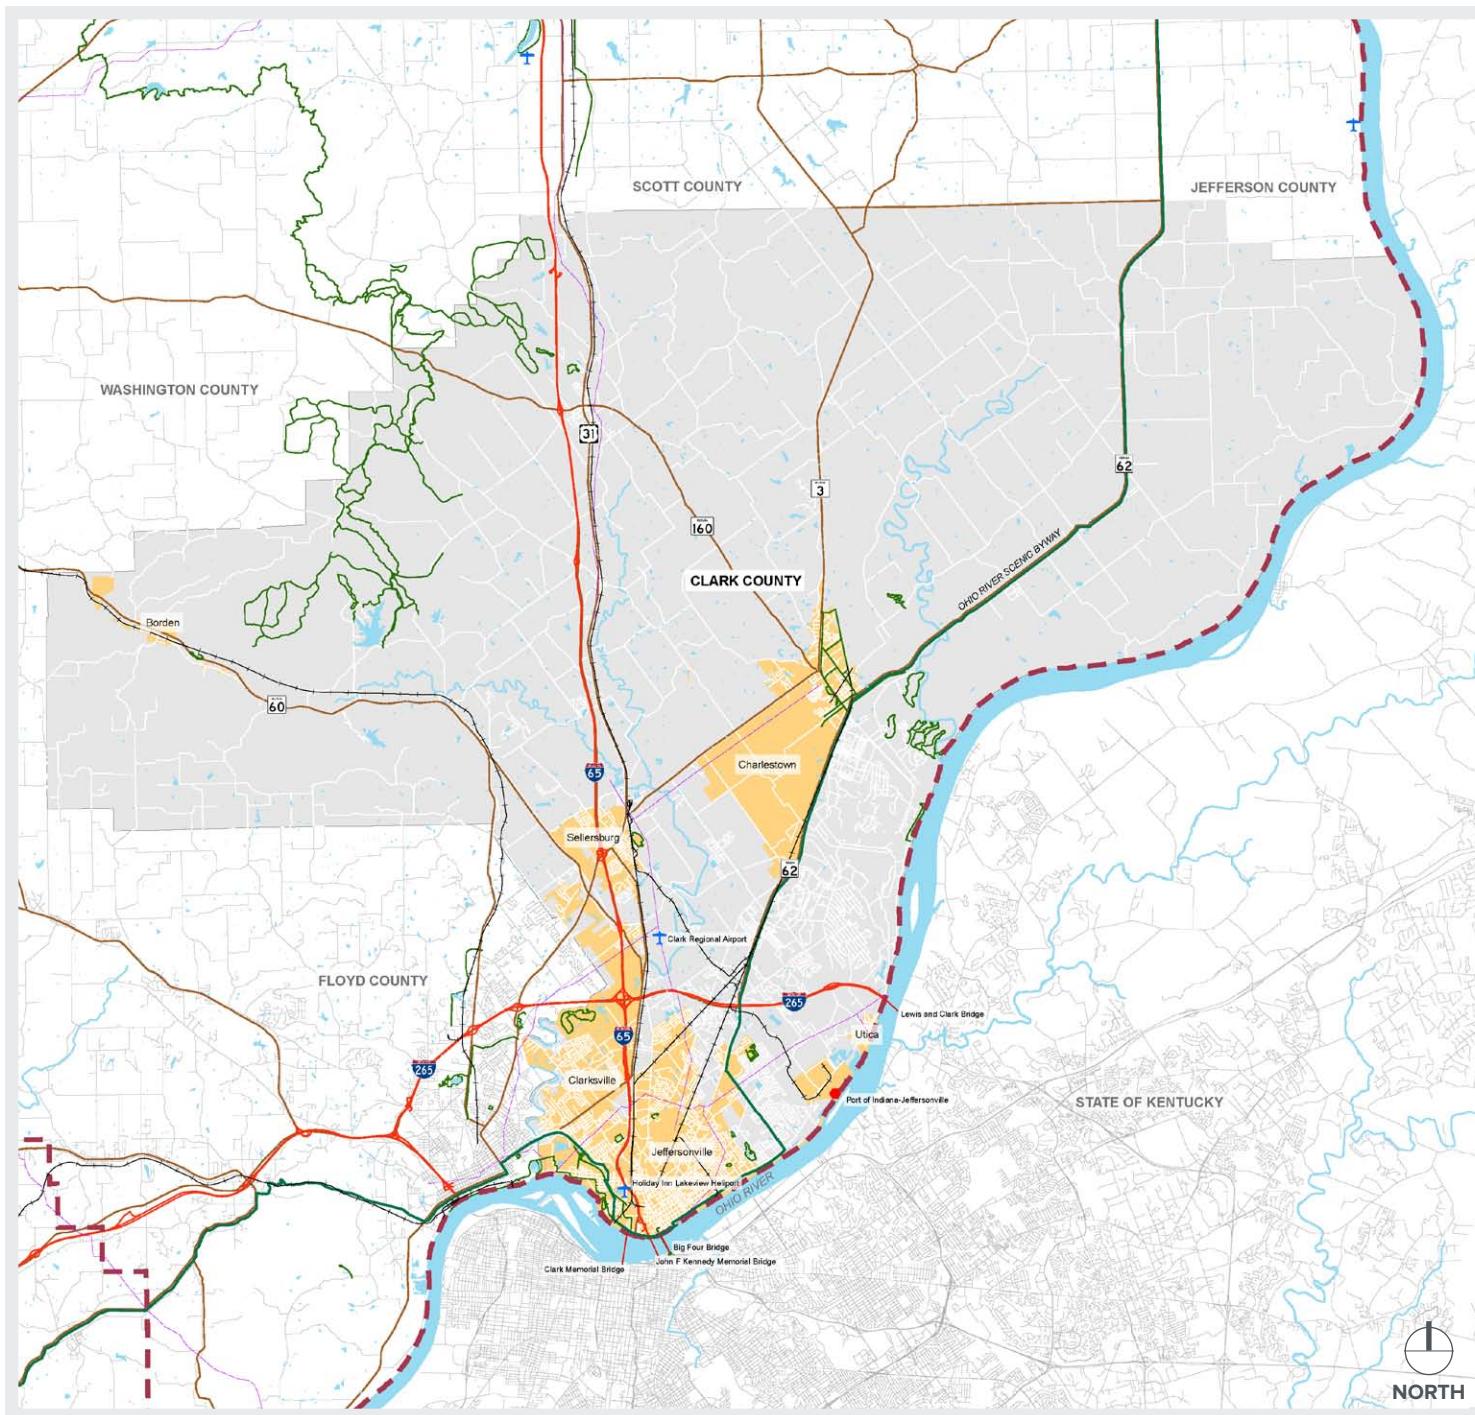 SCOTT COUNTY
JEFFERSON COUNTY
WASHINGTON COUNTY
31
62
3
160
OHIO RIVER SCENIC BYWAY
CLARK COUNTY
Borden
60
Charlestown
65
Sellersburg
62
Clark Regional Airport
FLOYD COUNTY
265
Lewis and Clark Bridge
65
Utica
265
Clarksville
Port of Indiana-Jeffersonville
STATE OF KENTUCKY
Jeffersonville
Holiday Inn Lakeview Heliport
OHIO RIVER
Big Four Bridge
John F Kennedy Memorial Bridge
Clark Memorial Bridge
NORTH